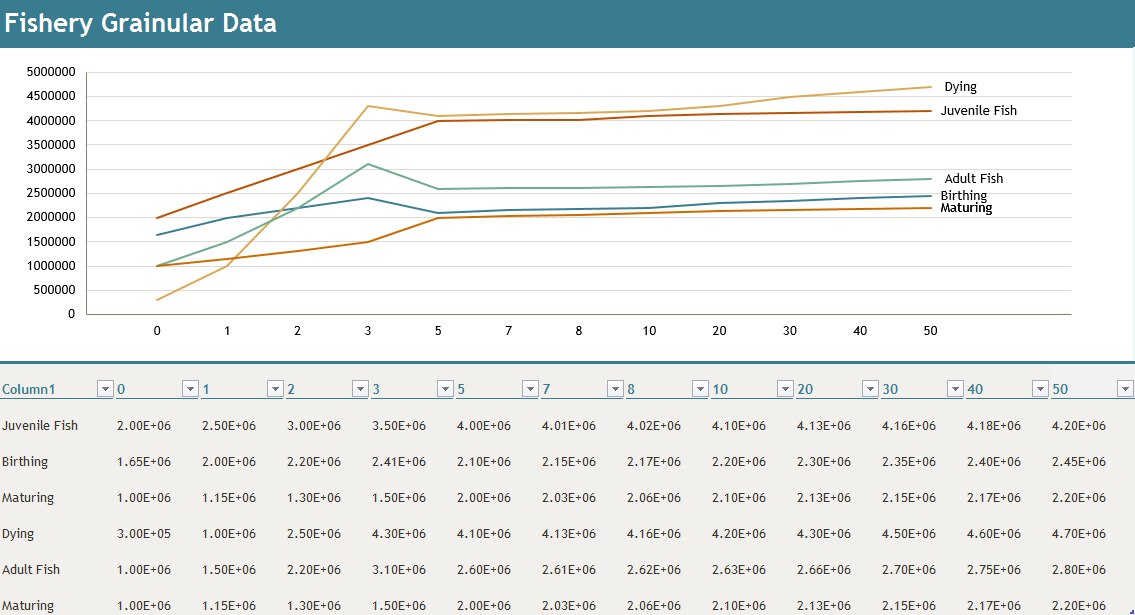 Fishery Grainular Data
5000000
4500000
4000000
3500000
3000000
2500000
2000000
1500000
1000000
500000
0
0 1 2 3 5 7 8 10 20 30 40 50
Dying
Juvenile Fish
Adult Fish
Birthing
Maturing
Column1 0 1 2 3 5 7 8 10 20 30 40 50
Juvenile Fish 2.00E+06 2.50E+06 3.00E+06 3.50E+06 4.00E+06 4.01E+06 4.02E+06 4.10E+06 4.13E+06 4.16E+06 4.18E+06 4.20E+06
Birthing 1.65E+06 2.00E+06 2.20E+06 2.41E+06 2.10E+06 2.15E+06 2.17E+06 2.20E+06 2.30E+06 2.35E+06 2.40E+06 2.45E+06
Maturing 1.00E+06 1.15E+06 1.30E+06 1.50E+06 2.00E+06 2.03E+06 2.06E+06 2.10E+06 2.13E+06 2.15E+06 2.17E+06 2.20E+06
Dying 3.00E+05 1.00E+06 2.50E+06 4.30E+06 4.10E+06 4.13E+06 4.16E+06 4.20E+06 4.30E+06 4.50E+06 4.60E+06 4.70E+06
Adult Fish 1.00E+06 1.50E+06 2.20E+06 3.10E+06 2.60E+06 2.61E+06 2.62E+06 2.63E+06 2.66E+06 2.70E+06 2.75E+06 2.80E+06
Maturing 1.00E+06 1.15E+06 1.30E+06 1.50E+06 2.00E+06 2.03E+06 2.06E+06 2.10E+06 2.13E+06 2.15E+06 2.17E+06 2.20E+06